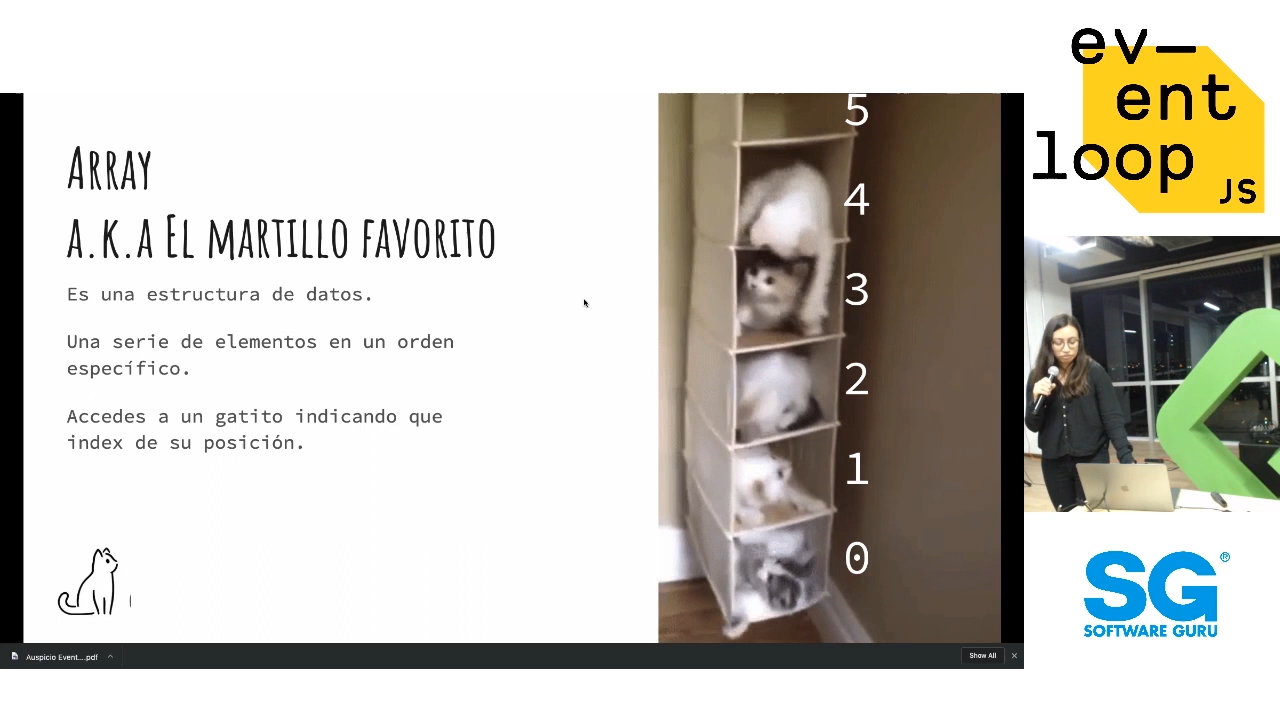 ARRAY
A.K.A EL MARTILLO FAVORITO
Es una estructura de datos.
Una serie de elementos en un orden
específico.
Accedes a un gatito indicando que
index de su posición.
5
4
3
2
1
0
Auspicio Event....pdf
Show All
ev—
ent
loop
JS
SG®
SOFTWARE GURU